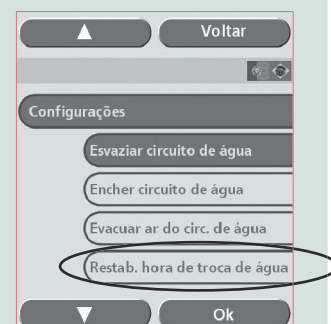 Voltar
Configurações
Esvaziar circuito de água
Encher circuito de água
Evacuar ar do circ. de água
Restab. hora de troca de água
Ok